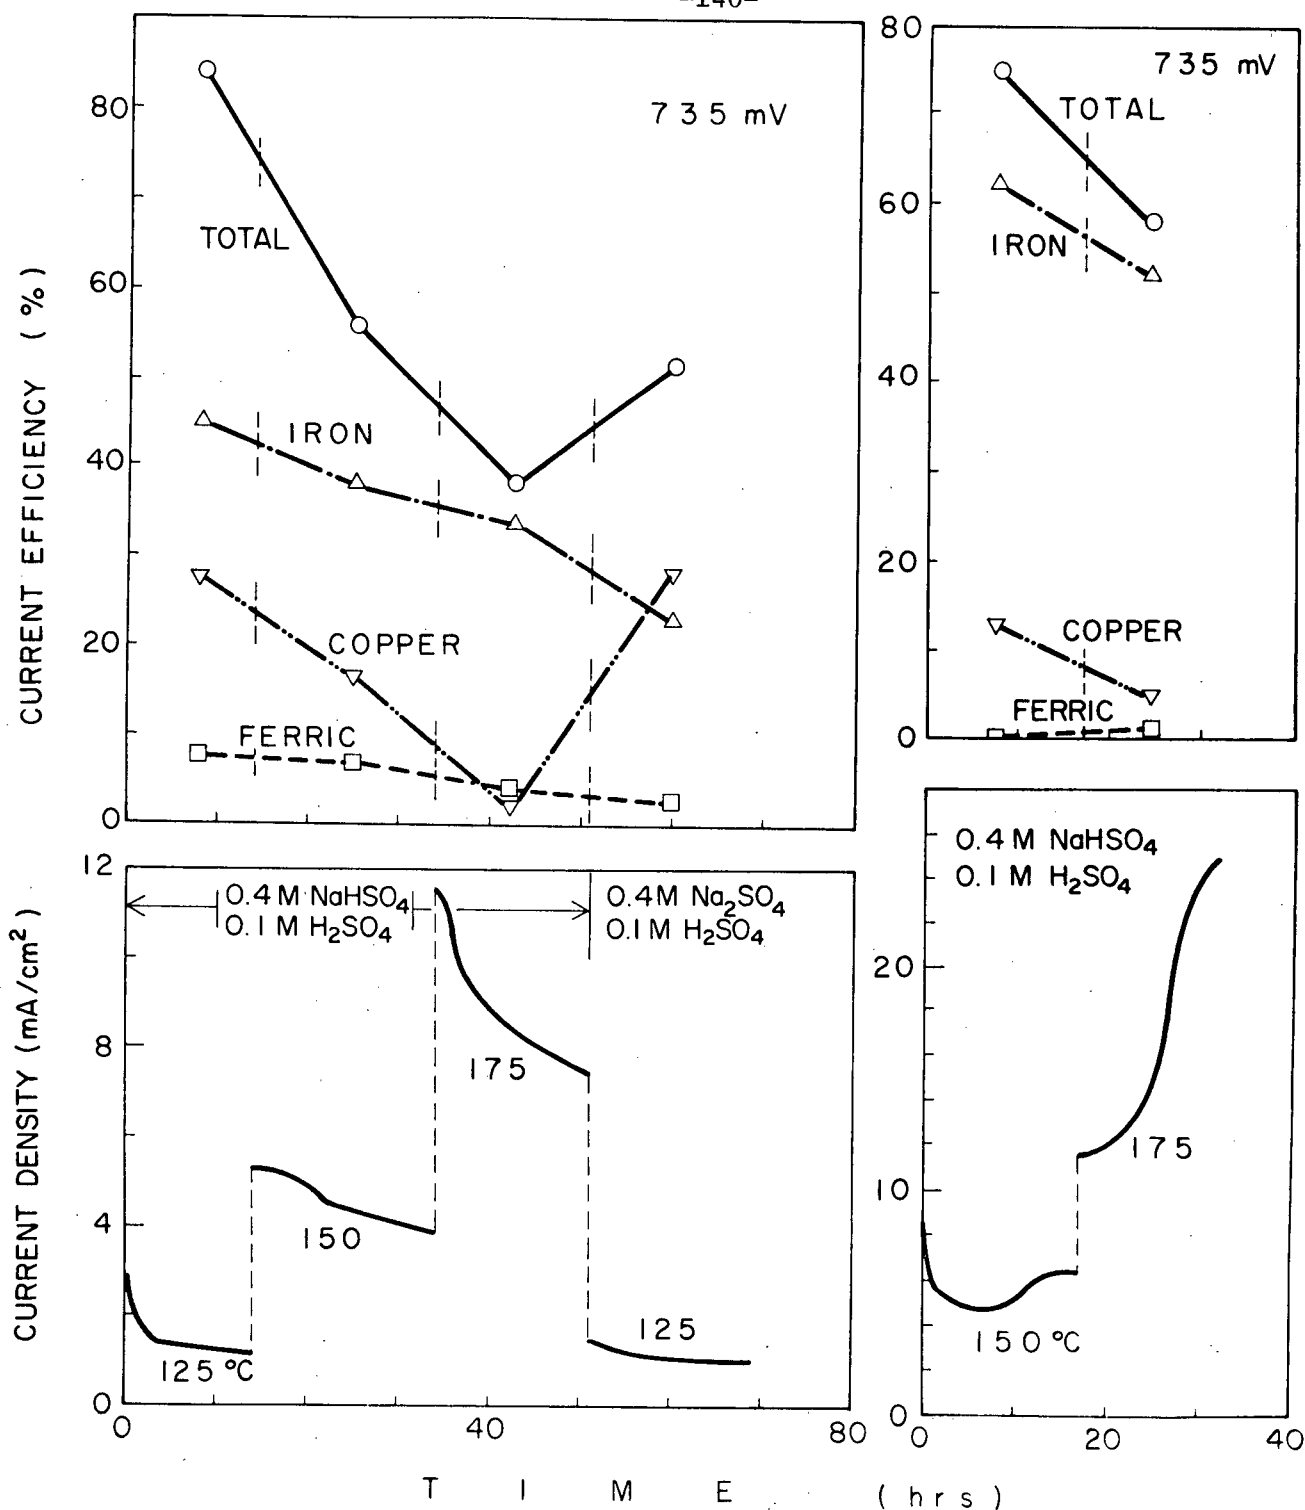 -140-
735 mV
80
60
40
20
0
TOTAL
IRON
COPPER
FERRIC
CURRENT EFFICIENCY (%)
735 mV
80
60
40
20
0
TOTAL
IRON
COPPER
FERRIC
12
8
4
0
0.4 M NaHSO4
0.1 M H2SO4
0.4 M Na2SO4
0.1 M H2SO4
175
150
125 °C
125
CURRENT DENSITY (mA/cm²)
0
40
80
0.4 M NaHSO4
0.1 M H2SO4
20
10
0
175
150 °C
0
20
40
TIME (hrs)